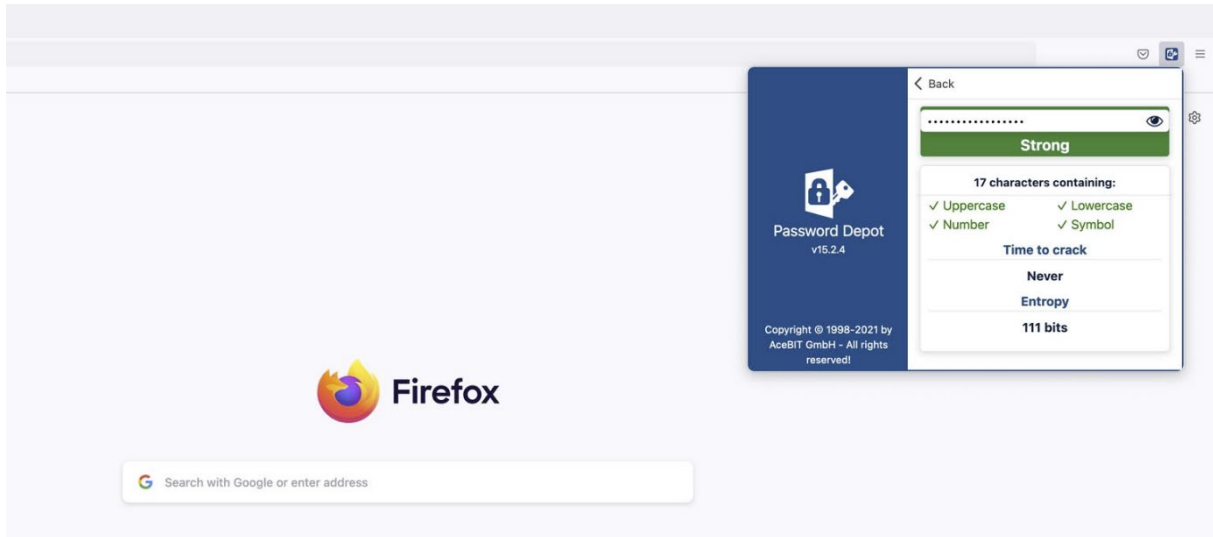 Back
•••••••••••••••••
Strong
17 characters containing:
✓ Uppercase ✓ Lowercase
✓ Number ✓ Symbol
Time to crack
Never
Entropy
111 bits
Password Depot
v15.2.4
Copyright © 1998-2021 by
AceBIT GmbH - All rights
reserved!
Firefox
Search with Google or enter address